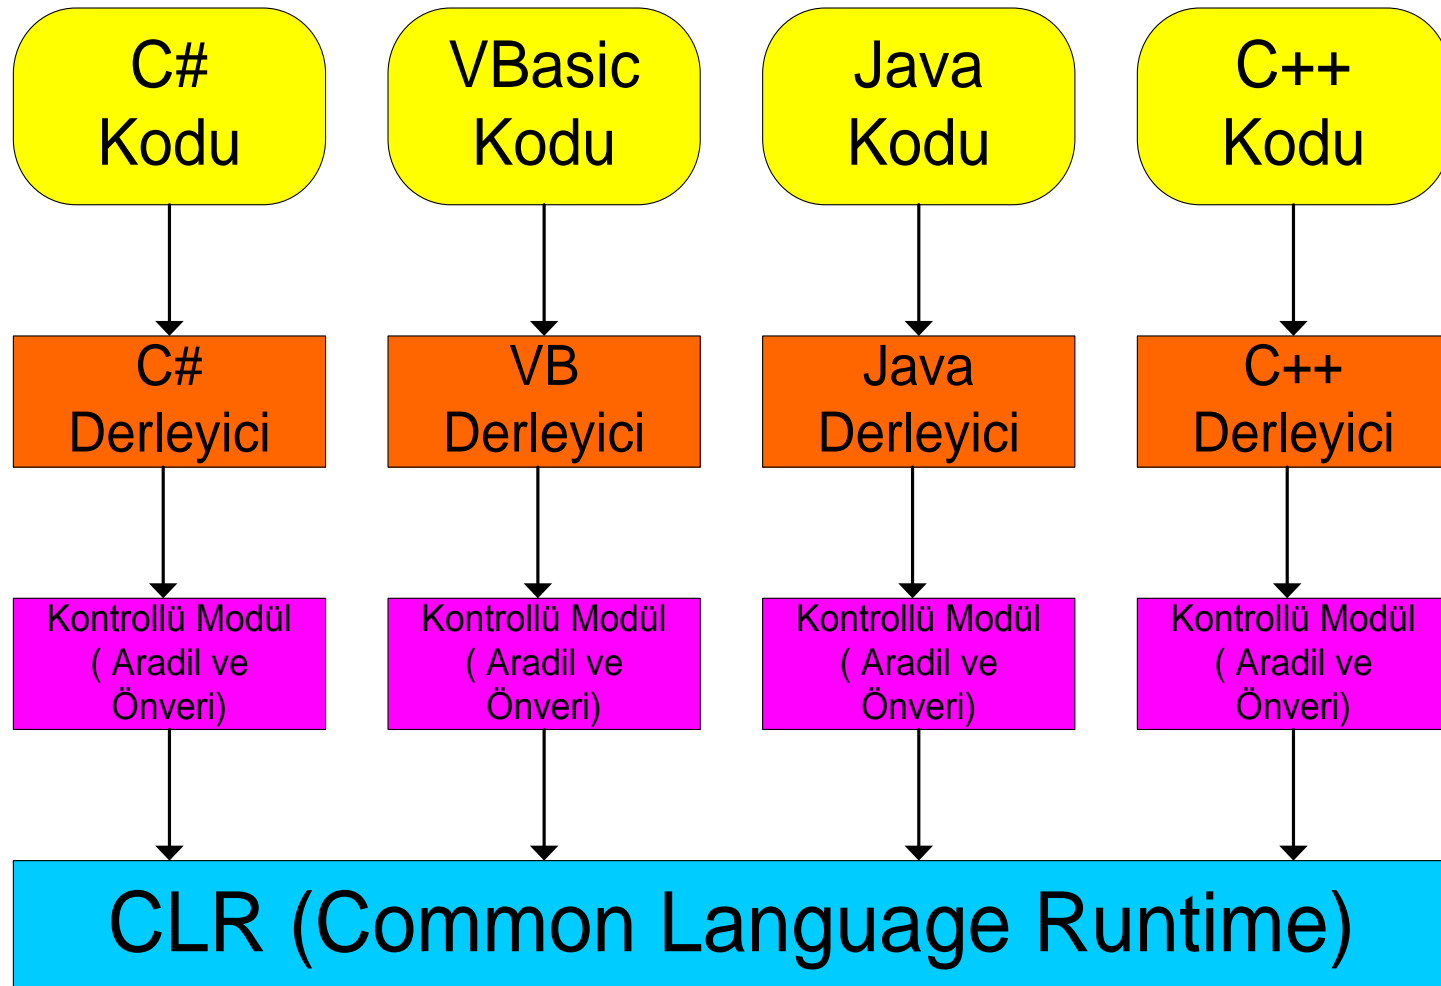 C#
Kodu
VBasic
Kodu
Java
Kodu
C++
Kodu
C#
Derleyici
VB
Derleyici
Java
Derleyici
C++
Derleyici
Kontrollü Modül
( Aradil ve
Önveri)
Kontrollü Modül
( Aradil ve
Önveri)
Kontrollü Modül
( Aradil ve
Önveri)
Kontrollü Modül
( Aradil ve
Önveri)
CLR (Common Language Runtime)